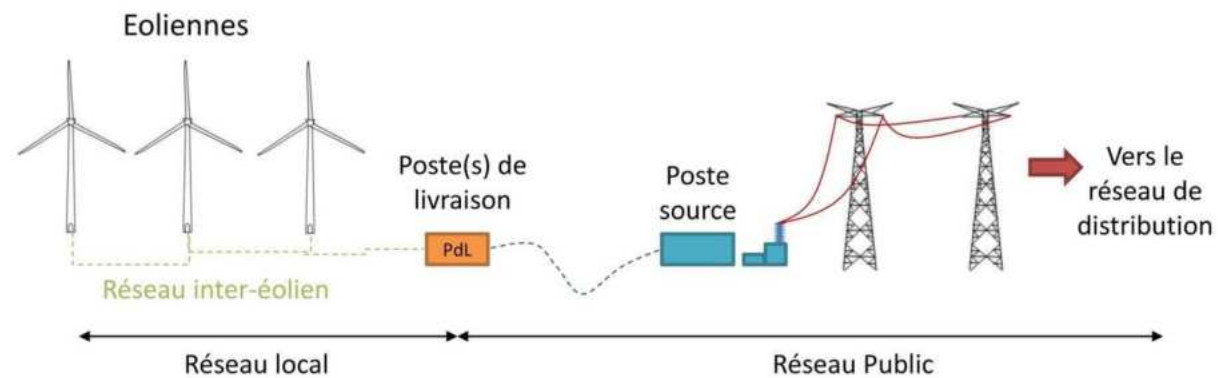 Eoliennes
Poste(s) de
livraison
PdL
Poste
source
Vers le
réseau de
distribution
Réseau inter-éolien
Réseau local
Réseau Public